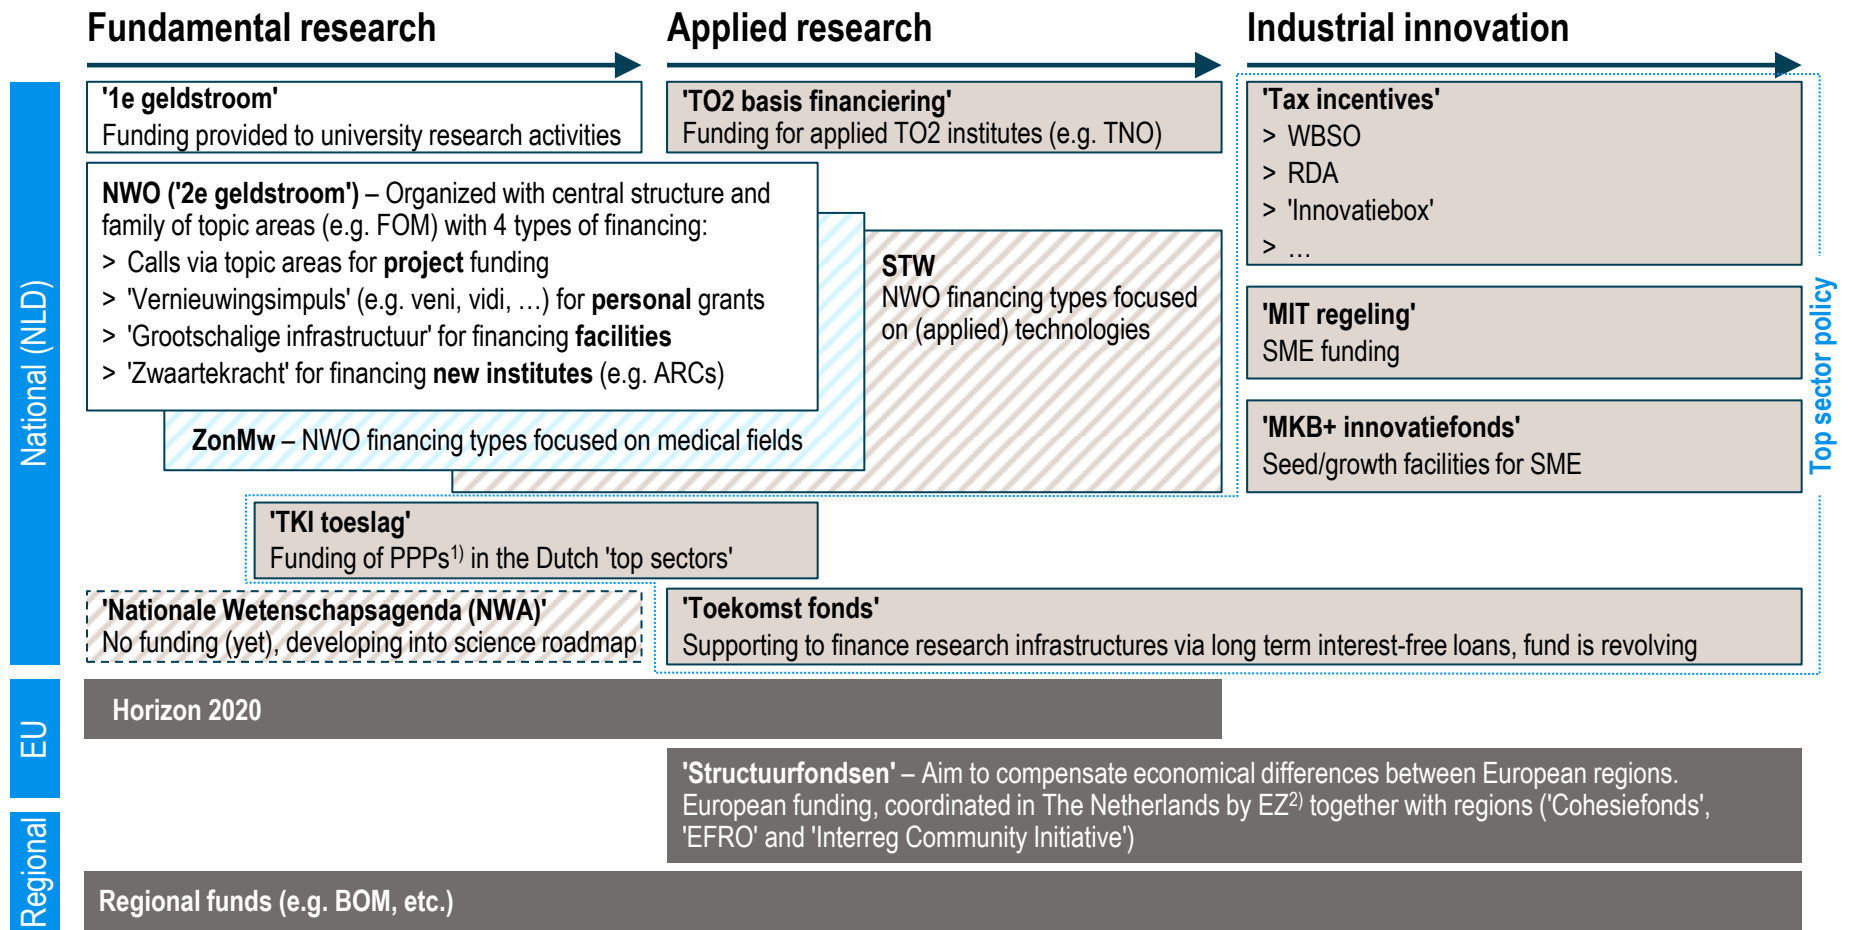 Fundamental research
Applied research
Industrial innovation
National (NLD)
'1e geldstroom'
Funding provided to university research activities
'TO2 basis financiering'
Funding for applied TO2 institutes (e.g. TNO)
'Tax incentives'
> WBSO
> RDA
> 'Innovatiebox'
> …
NWO ('2e geldstroom') – Organized with central structure and
family of topic areas (e.g. FOM) with 4 types of financing:
> Calls via topic areas for project funding
> 'Vernieuwingsimpuls' (e.g. veni, vidi, …) for personal grants
> 'Grootschalige infrastructuur' for financing facilities
> 'Zwaartekracht' for financing new institutes (e.g. ARCs)
STW
NWO financing types focused
on (applied) technologies
'MIT regeling'
SME funding
Top sector policy
ZonMw – NWO financing types focused on medical fields
'MKB+ innovatiefonds'
Seed/growth facilities for SME
'TKI toeslag'
Funding of PPPs1) in the Dutch 'top sectors'
'Nationale Wetenschapsagenda (NWA)'
No funding (yet), developing into science roadmap
'Toekomst fonds'
Supporting to finance research infrastructures via long term interest-free loans, fund is revolving
EU
Horizon 2020
'Structuurfondsen' – Aim to compensate economical differences between European regions.
European funding, coordinated in The Netherlands by EZ2) together with regions ('Cohesiefonds',
'EFRO' and 'Interreg Community Initiative')
Regional
Regional funds (e.g. BOM, etc.)